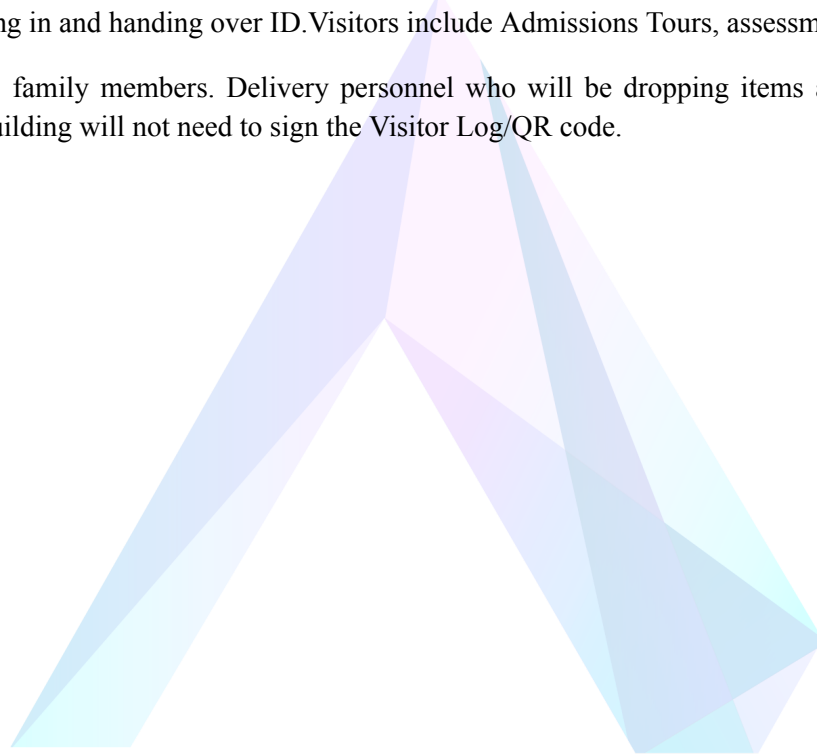 ng in and handing over ID.Visitors include Admissions Tours, assessm
family members. Delivery personnel who will be dropping items a
uilding will not need to sign the Visitor Log/QR code.